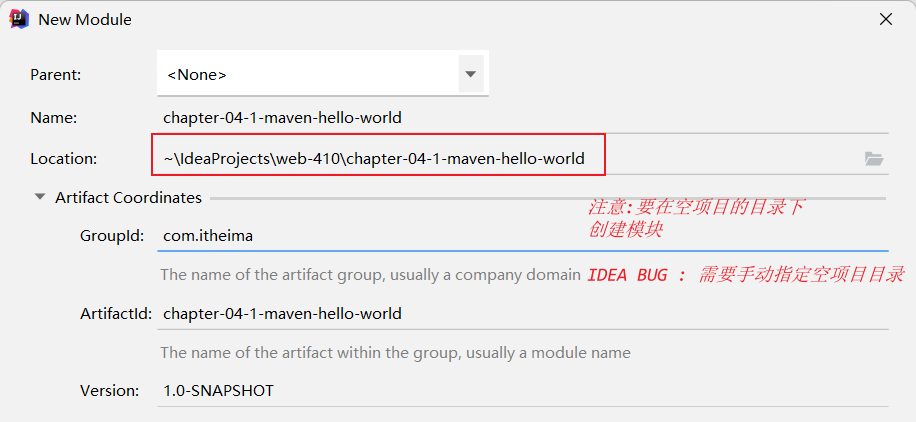 New Module
Parent:
<None>
Name:
chapter-04-1-maven-hello-world
Location:
~\IdeaProjects\web-410\chapter-04-1-maven-hello-world
Artifact Coordinates
注意:要在空项目的目录下
创建模块
GroupId:
com.itheima
The name of the artifact group, usually a company domain
IDEA BUG : 需要手动指定空项目目录
ArtifactId:
chapter-04-1-maven-hello-world
The name of the artifact within the group, usually a module name
Version:
1.0-SNAPSHOT